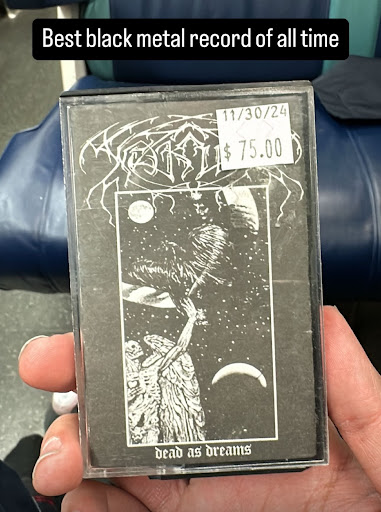 Best black metal record of all time
11/30/24
$ 75.00
dead as dreams